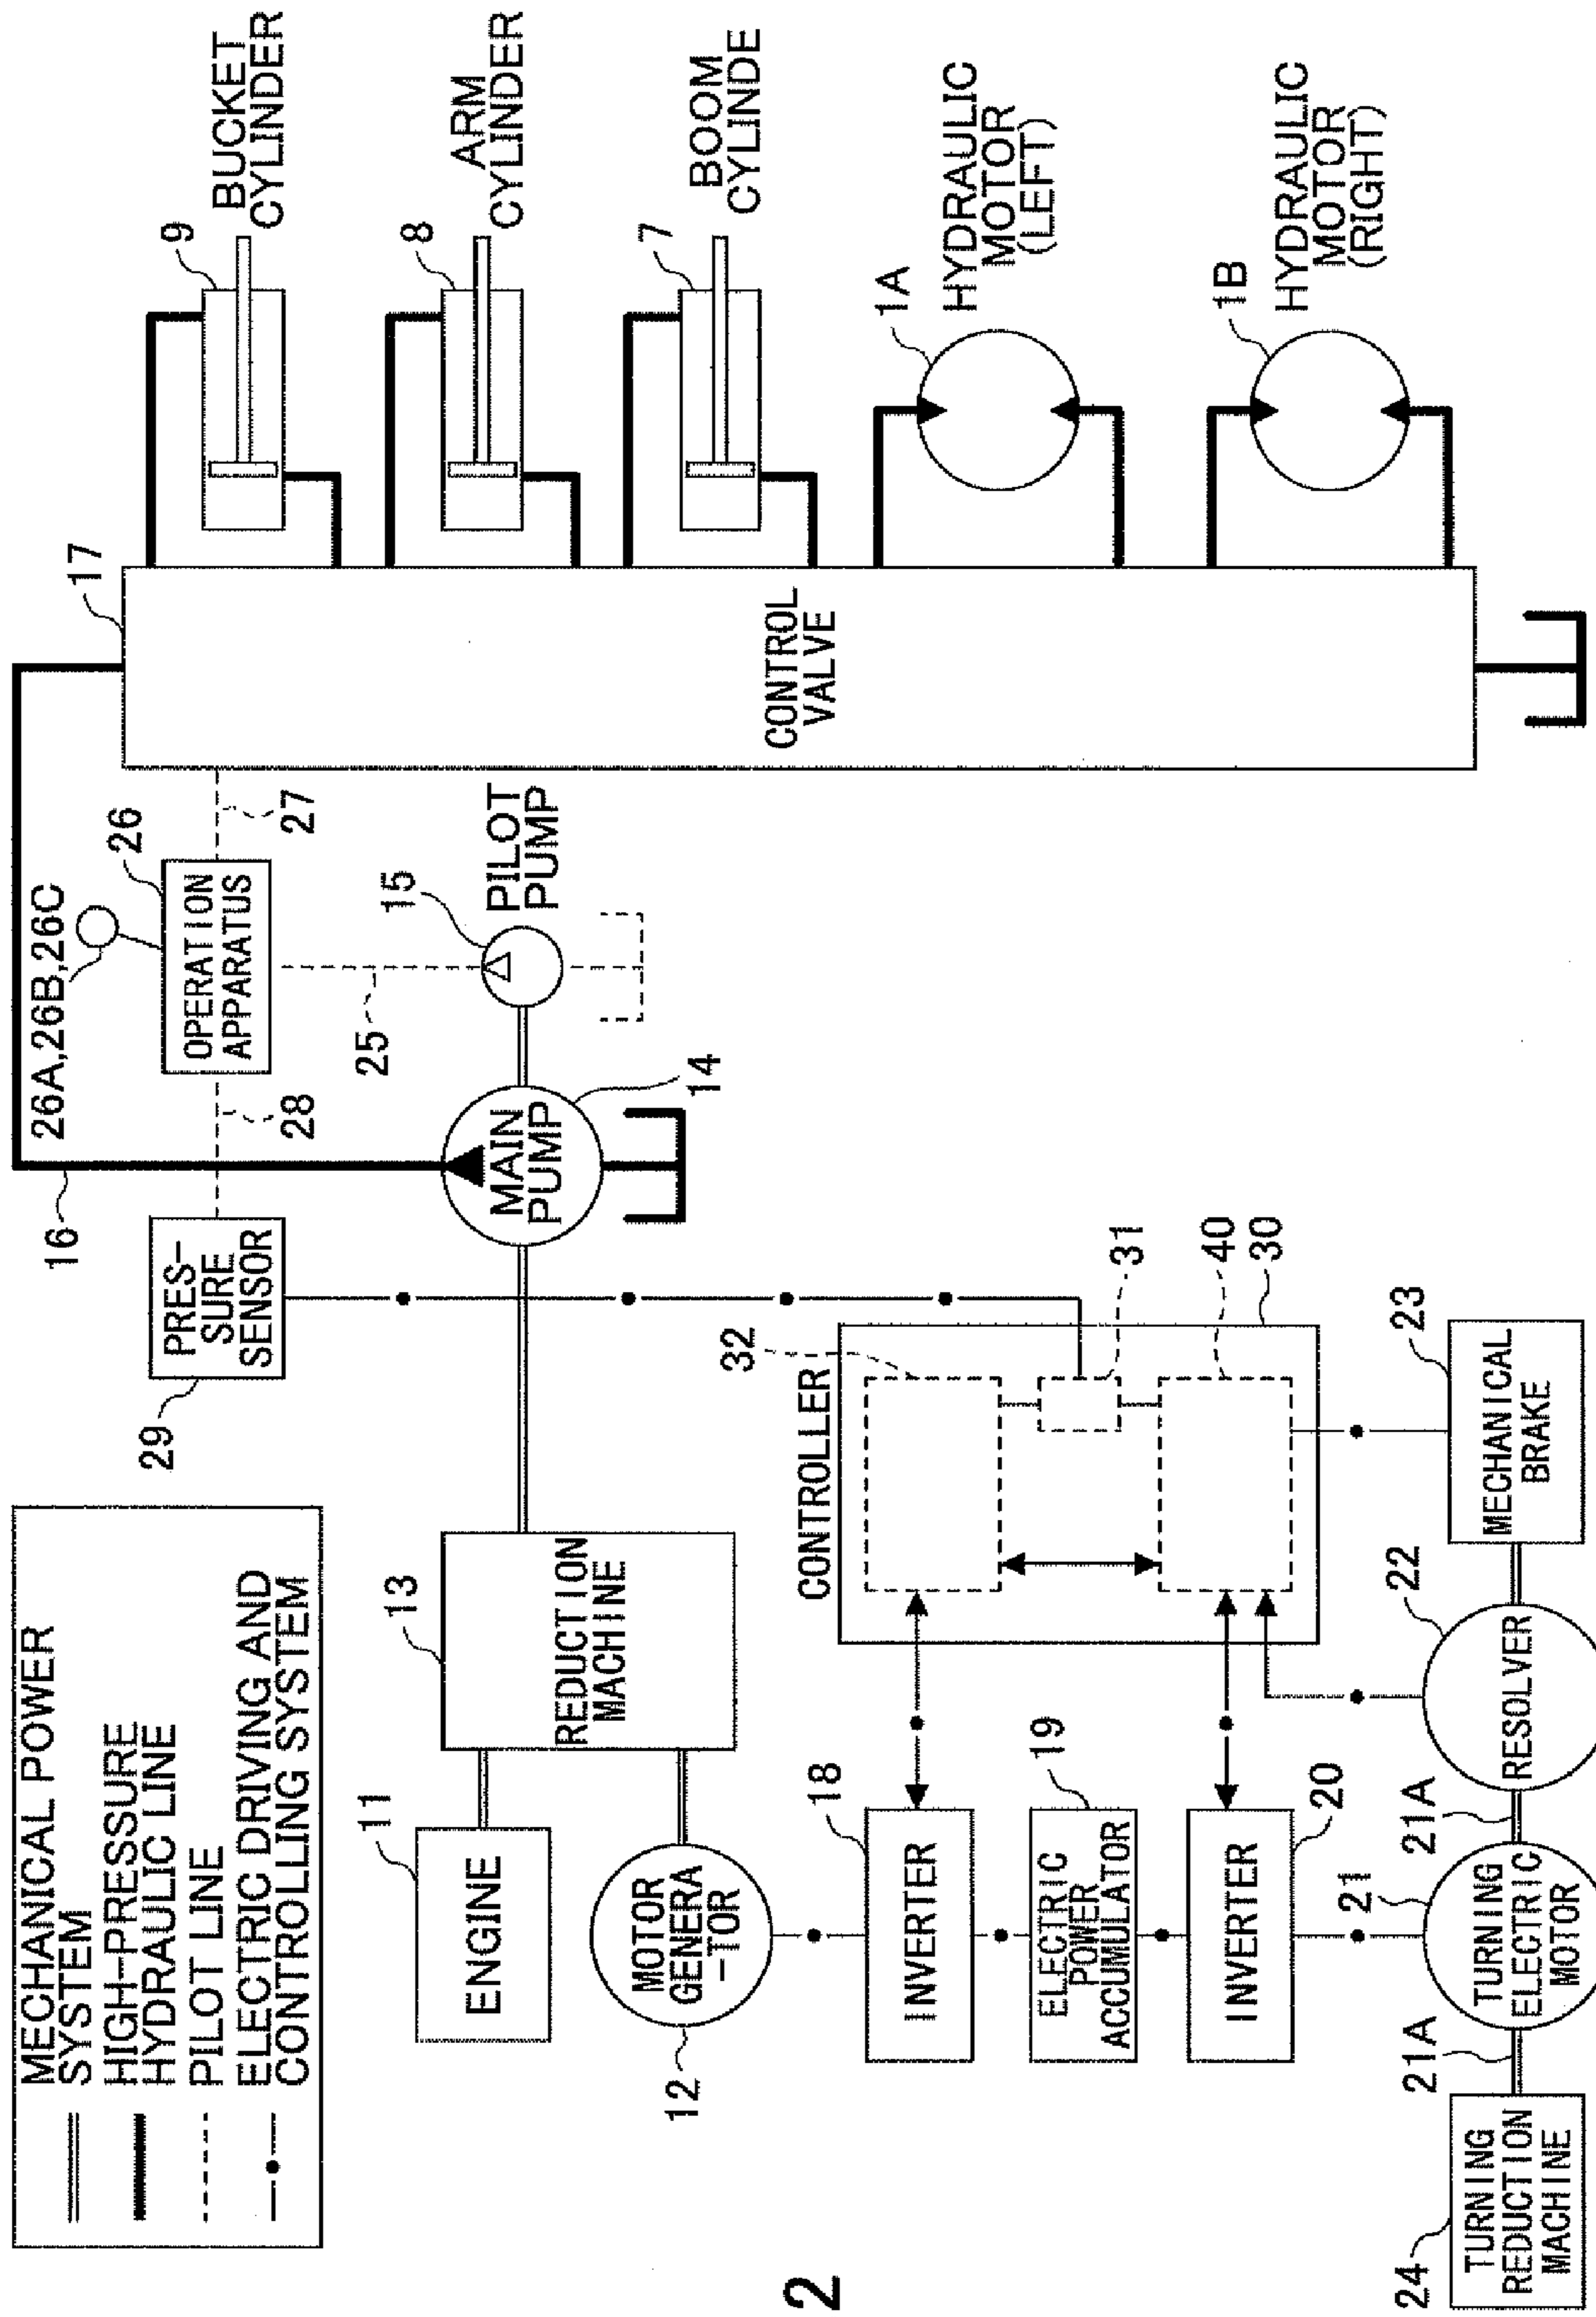 MECHANICAL POWER
SYSTEM
HIGH-PRESSURE
HYDRAULIC LINE
PILOT LINE
ELECTRIC DRIVING AND
CONTROLLING SYSTEM
26A,26B,26C
16
29
PRES-
SURE
SENSOR
28
26
OPERATION
APPARATUS
27
25
15
PILOT
PUMP
17
CONTROL
VALVE
9
BUCKET
CYLINDER
8
ARM
CYLINDER
7
BOOM
CYLINDE
1A
HYDRAULIC
MOTOR
(LEFT)
1B
HYDRAULIC
MOTOR
(RIGHT)
11
ENGINE
13
REDUCTION
MACHINE
MAIN
PUMP
14
12
MOTOR
GENERA
-TOR
18
INVERTER
19
ELECTRIC
POWER
ACCUMULATOR
20
INVERTER
CONTROLLER
32
31
40
30
24
TURNING
REDUCTION
MACHINE
21A
21
TURNING
ELECTRIC
MOTOR
21A
22
RESOLVER
23
MECHANICAL
BRAKE
2